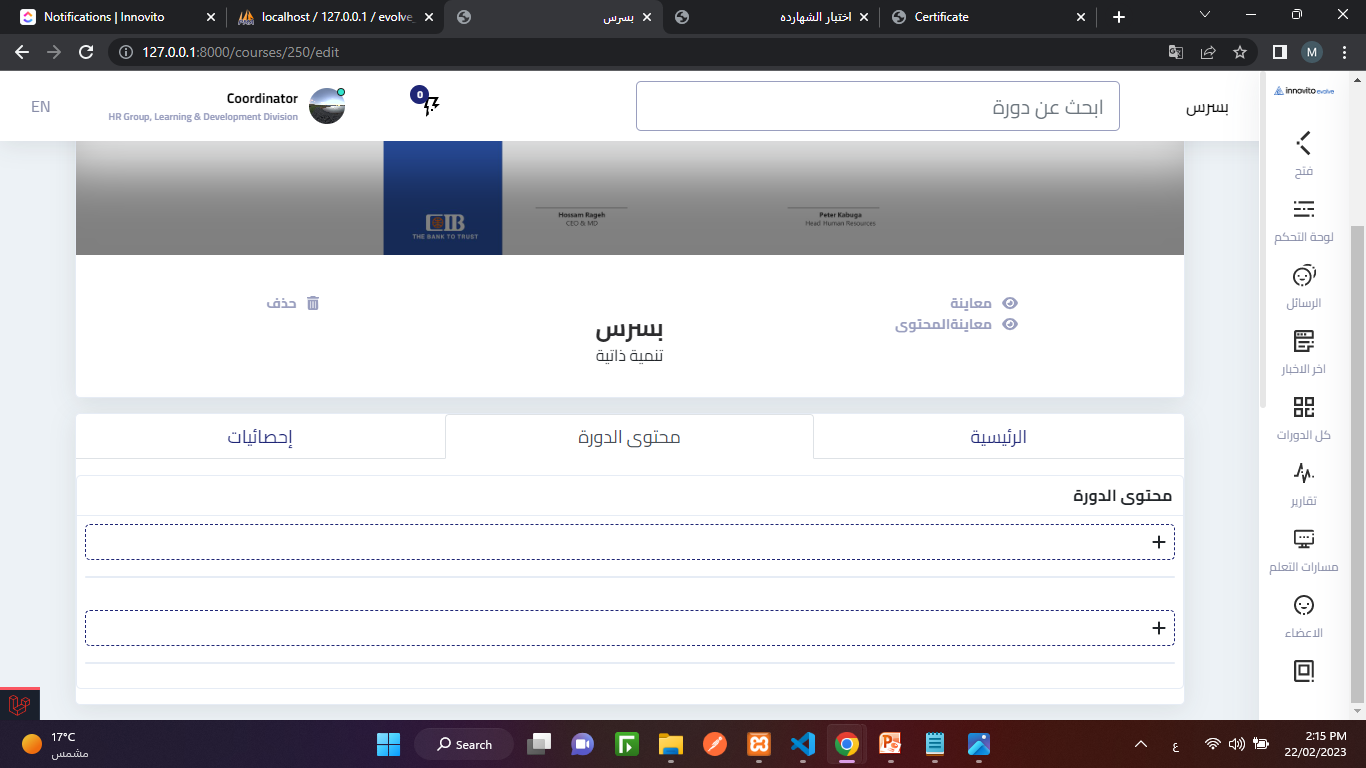 Notifications | Innovito
localhost / 127.0.0.1 / evolve
بسرس
اختبار الشهارده
Certificate
127.0.0.1:8000/courses/250/edit
M
EN
Coordinator
HR Group, Learning & Development Division
0
ابحث عن دورة
بسرس
innovito evolve
فتح
لوحة التحكم
الرسائل
اخر الاخبار
كل الدورات
تقارير
مسارات التعلم
الاعضاء
CIB
THE BANK TO TRUST
Hossam Rageh
CEO & MD
Peter Kaboga
Head Human Resources
معاينة
معاينةالمحتوى
حذف
بسرس
تنمية ذاتية
الرئيسية
محتوى الدورة
إحصائيات
محتوى الدورة
+
+
17°C
مشمس
Search
ع
2:15 PM
22/02/2023